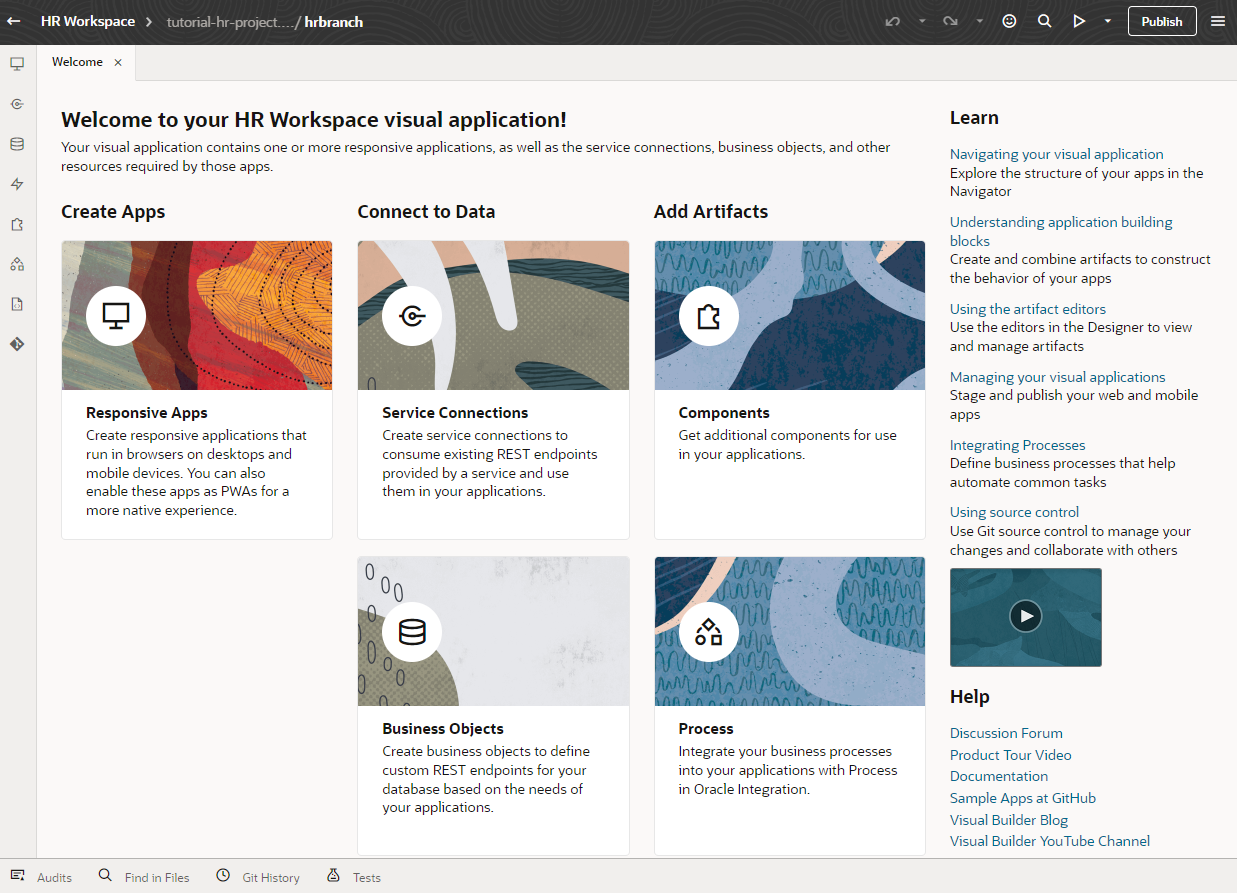 HR Workspace > tutorial-hr-project..../ hrbranch
Publish
Welcome ×
Welcome to your HR Workspace visual application!
Your visual application contains one or more responsive applications, as well as the service connections, business objects, and other
resources required by those apps.
Create Apps
Responsive Apps
Create responsive applications that
run in browsers on desktops and
mobile devices. You can also
enable these apps as PWAs for a
more native experience.
Connect to Data
Service Connections
Create service connections to
consume existing REST endpoints
provided by a service and use
them in your applications.
Business Objects
Create business objects to define
custom REST endpoints for your
database based on the needs of
your applications.
Add Artifacts
Components
Get additional components for use
in your applications.
Process
Integrate your business processes
into your applications with Process
in Oracle Integration.
Learn
Navigating your visual application
Explore the structure of your apps in the
Navigator
Understanding application building
blocks
Create and combine artifacts to construct
the behavior of your apps
Using the artifact editors
Use the editors in the Designer to view
and manage artifacts
Managing your visual applications
Stage and publish your web and mobile
apps
Integrating Processes
Define business processes that help
automate common tasks
Using source control
Use Git source control to manage your
changes and collaborate with others
Help
Discussion Forum
Product Tour Video
Documentation
Sample Apps at GitHub
Visual Builder Blog
Visual Builder YouTube Channel
Audits
Find in Files
Git History
Tests